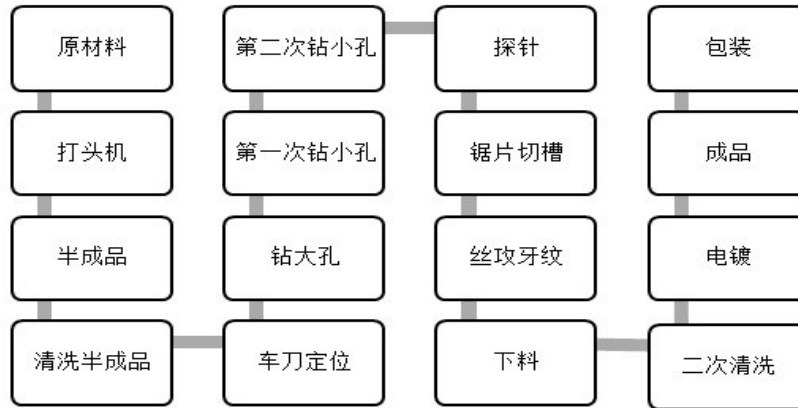 原材料
打头机
半成品
清洗半成品
车刀定位
钻大孔
第一次钻小孔
第二次钻小孔
探针
锯片切槽
丝攻牙纹
下料
二次清洗
电镀
成品
包装